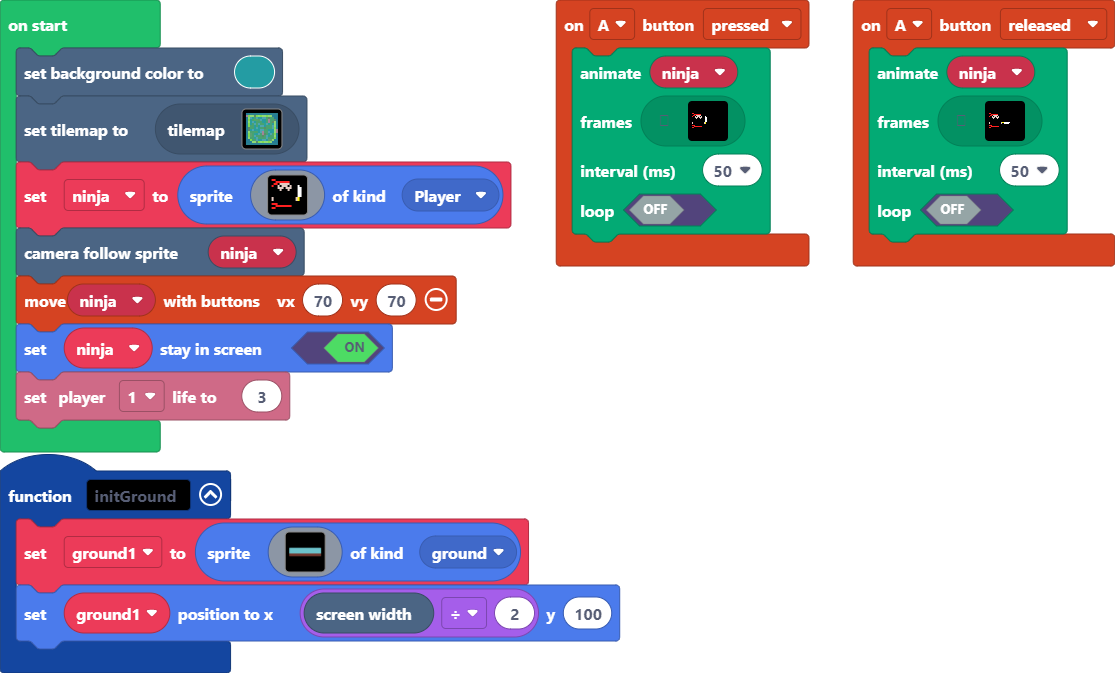 on start
set background color to
set tilemap to tilemap
set ninja to sprite of kind Player
camera follow sprite ninja
move ninja with buttons vx 70 vy 70
set ninja stay in screen ON
set player 1 life to 3
on A button pressed
animate ninja
frames
interval (ms) 50
loop OFF
on A button released
animate ninja
frames
interval (ms) 50
loop OFF
function initGround
set ground1 to sprite of kind ground
set ground1 position to x screen width ÷ 2 y 100